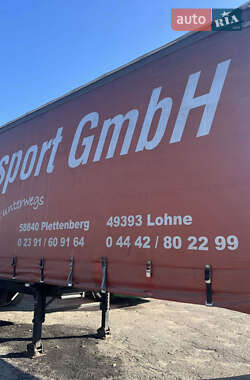 AUTO RIA
sport GmbH
unterwegs
58840 Plettenberg
49393 Lohne
0 23 91 / 60 91 64
0 44 42 / 80 22 99